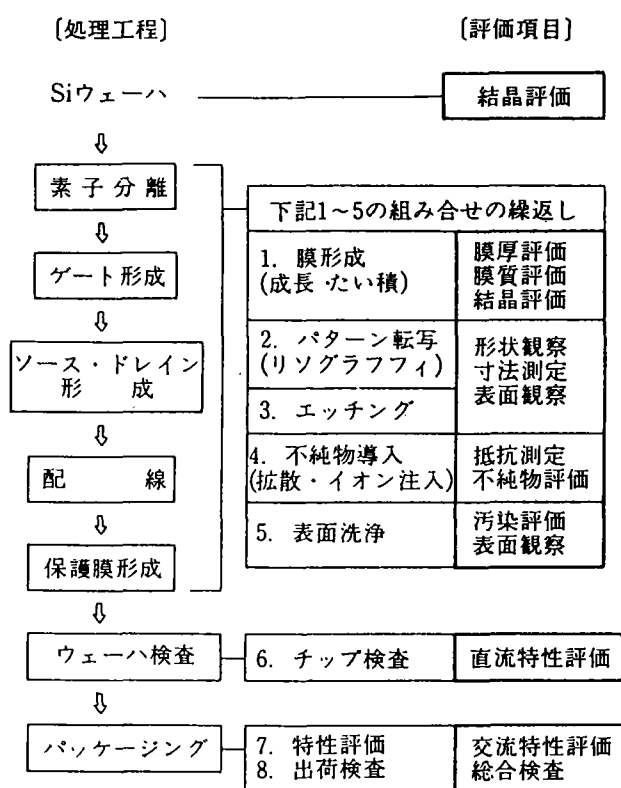 〔処理工程〕 〔評価項目〕
Siウェーハ 結晶評価
⇩
素子分離
下記1~5の組み合せの繰返し
⇩
1. 膜形成
(成長・たい積)
膜厚評価
膜質評価
結晶評価
ゲート形成
⇩
2. パターン転写
(リソグラフフィ)
3. エッチング
形状観察
寸法測定
表面観察
ソース・ドレイン
形成
⇩
4. 不純物導入
(拡散・イオン注入)
抵抗測定
不純物評価
配線
⇩
5. 表面洗浄
汚染評価
表面観察
保護膜形成
⇩
ウェーハ検査 6. チップ検査 直流特性評価
⇩
パッケージング
7. 特性評価 交流特性評価
8. 出荷検査 総合検査